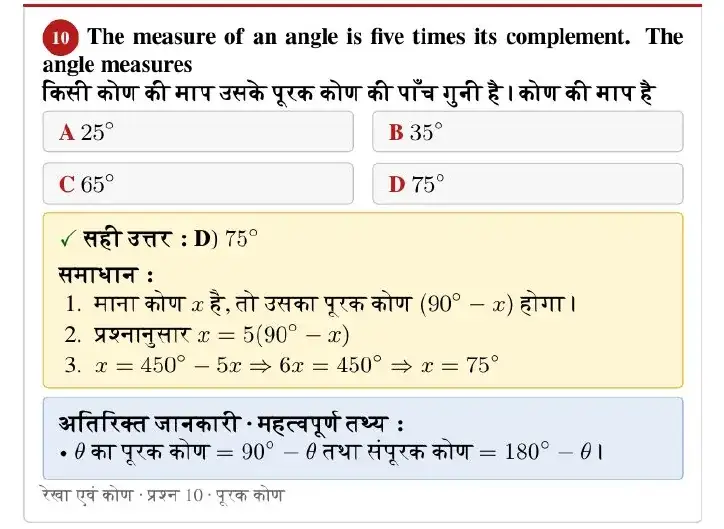 10 The measure of an angle is five times its complement. The
angle measures
किसी कोण की माप उसके पूरक कोण की पाँच गुनी है। कोण की माप है
A 25°
B 35°
C 65°
D 75°
✓ सही उत्तर : D) 75°
समाधान :
1. माना कोण x है, तो उसका पूरक कोण (90° − x) होगा।
2. प्रश्नानुसार x = 5(90° − x)
3. x = 450° − 5x ⇒ 6x = 450° ⇒ x = 75°
अतिरिक्त जानकारी · महत्वपूर्ण तथ्य :
• θ का पूरक कोण = 90° − θ तथा संपूरक कोण = 180° − θ।
रेखा एवं कोण · प्रश्न 10 · पूरक कोण